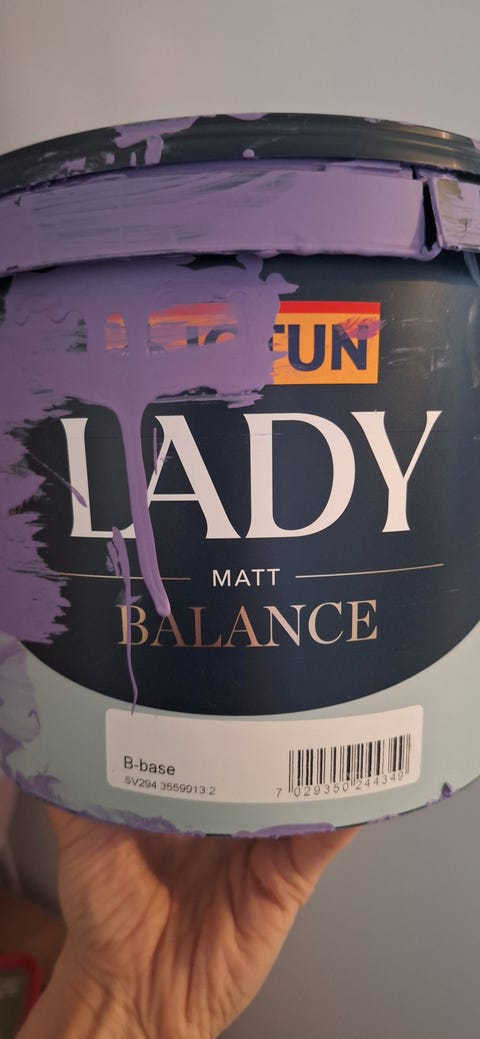 LADY
MATT
BALANCE
B-base
SV294 3559913.2
7 029350 244349